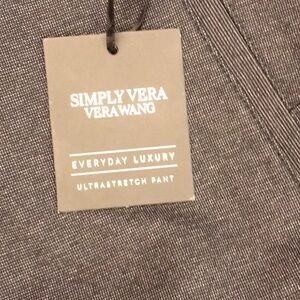 SIMPLY VERA
VERAWANG
EVERYDAY LUXURY
ULTRASTRETCH PANT